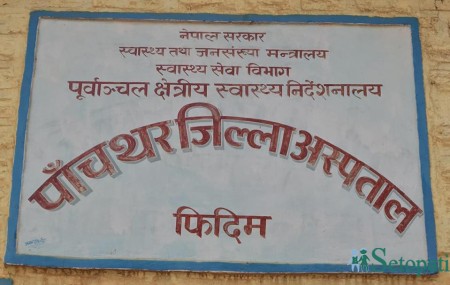 नेपाल सरकार
स्वास्थ्य तथा जनसंख्या मन्त्रालय
स्वास्थ्य सेवा विभाग
पूर्वाञ्चल क्षेत्रीय स्वास्थ्य निर्देशनालय
पाँचथर जिल्ला अस्पताल
फिदिम
Setopati